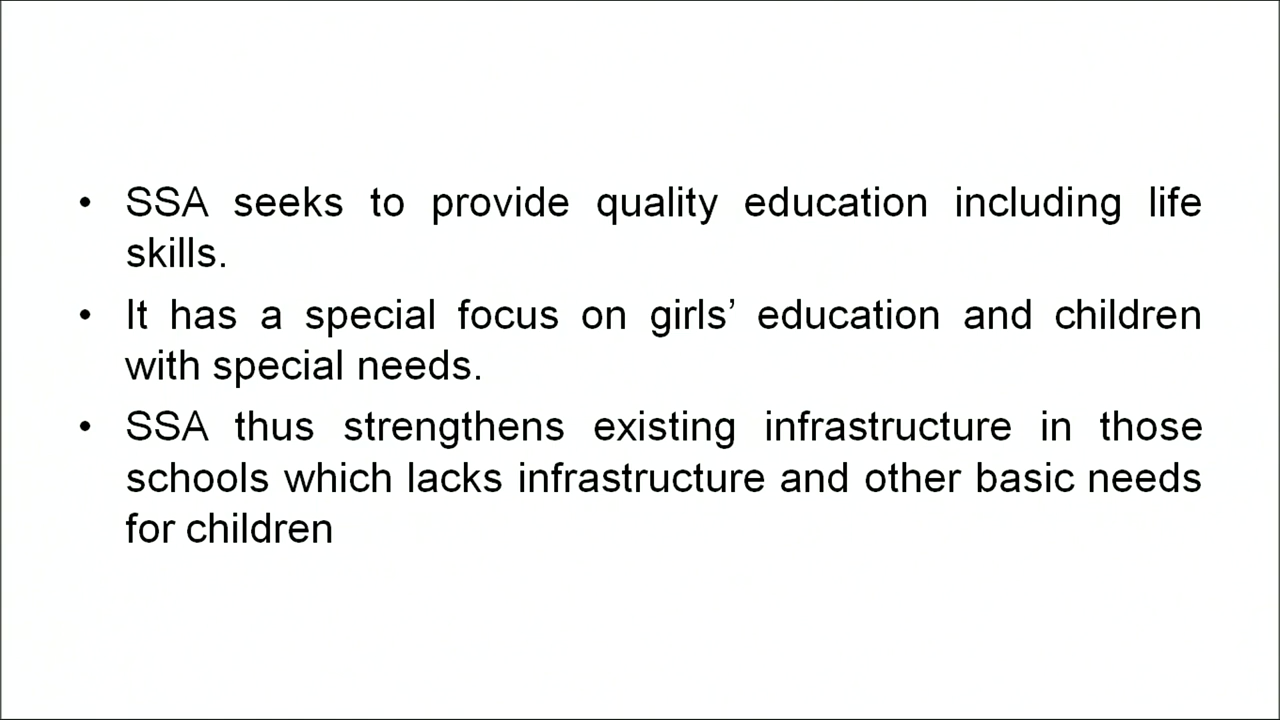 • SSA seeks to provide quality education including life
skills.
• It has a special focus on girls’ education and children
with special needs.
• SSA thus strengthens existing infrastructure in those
schools which lacks infrastructure and other basic needs
for children